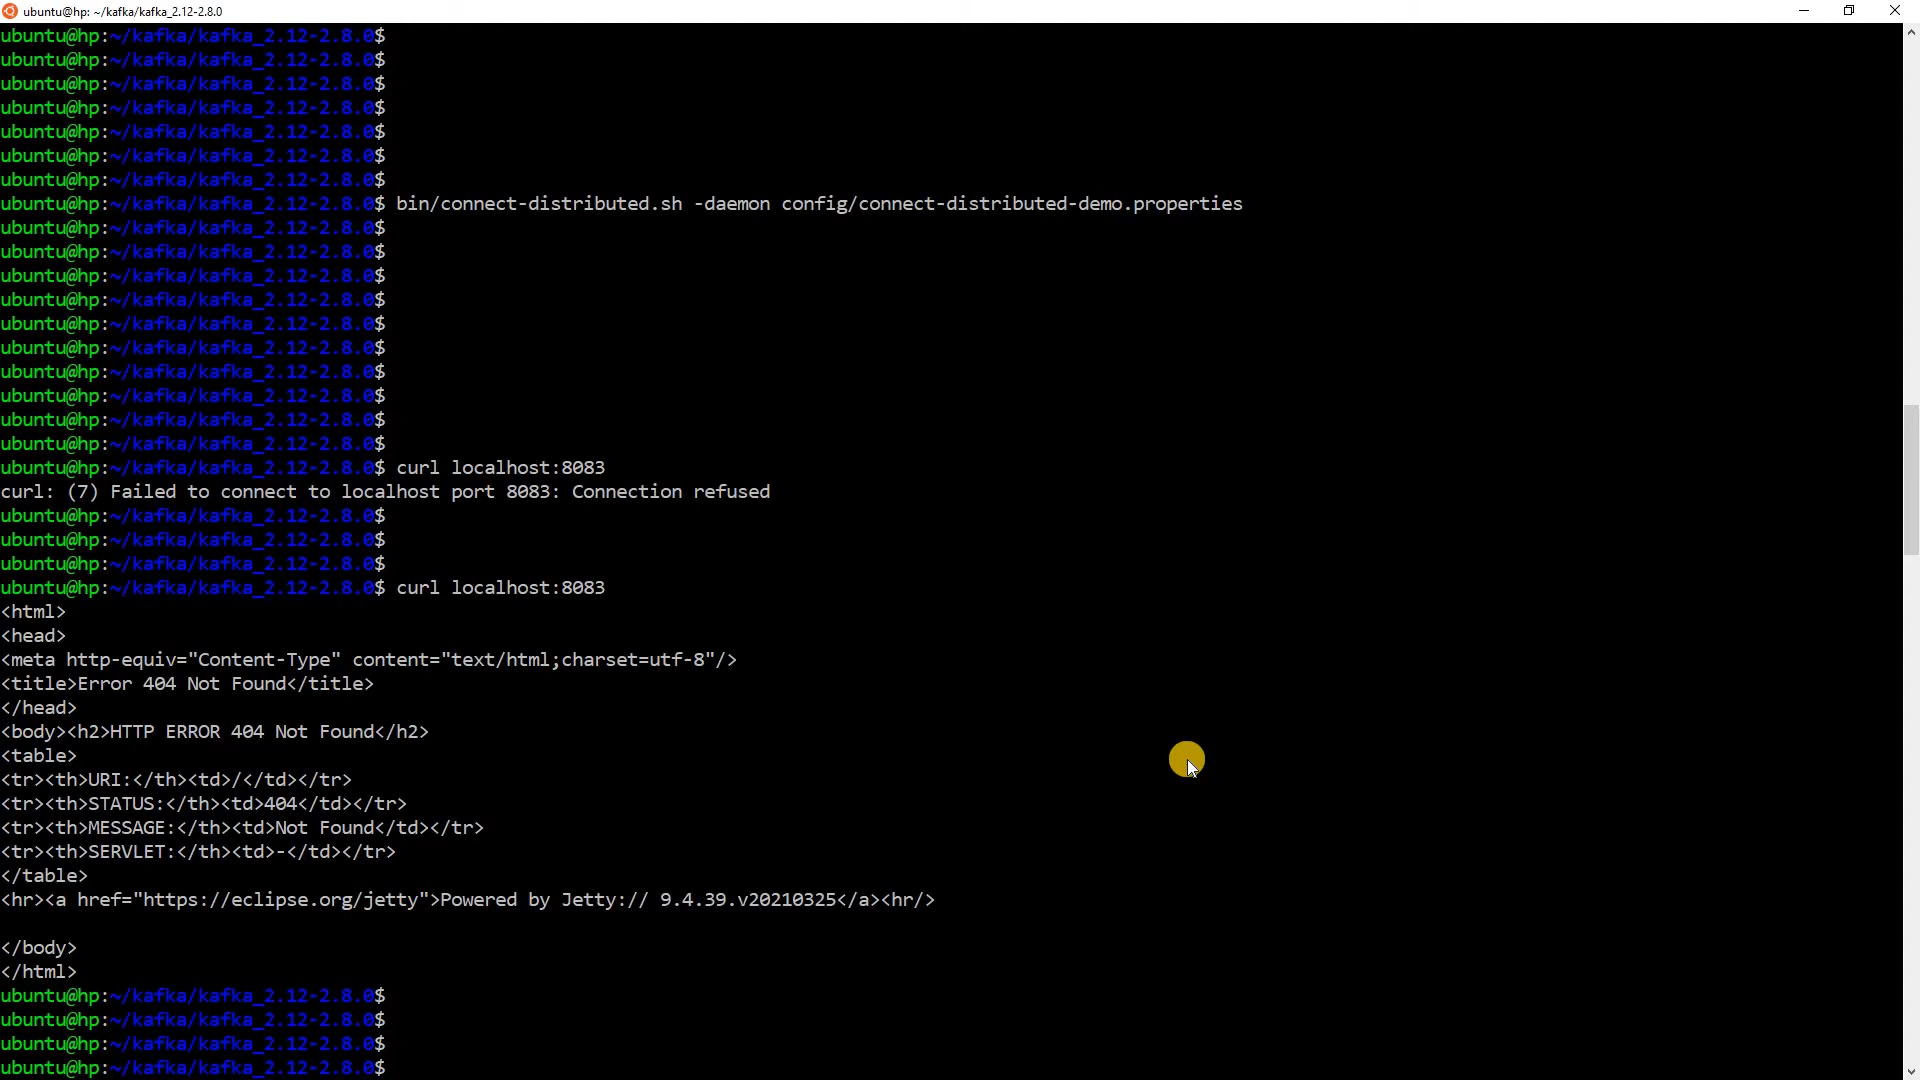 ubuntu@hp: ~/kafka/kafka_2.12-2.8.0
ubuntu@hp:~/kafka/kafka_2.12-2.8.0$
ubuntu@hp:~/kafka/kafka_2.12-2.8.0$
ubuntu@hp:~/kafka/kafka_2.12-2.8.0$
ubuntu@hp:~/kafka/kafka_2.12-2.8.0$
ubuntu@hp:~/kafka/kafka_2.12-2.8.0$
ubuntu@hp:~/kafka/kafka_2.12-2.8.0$
ubuntu@hp:~/kafka/kafka_2.12-2.8.0$
ubuntu@hp:~/kafka/kafka_2.12-2.8.0$ bin/connect-distributed.sh -daemon config/connect-distributed-demo.properties
ubuntu@hp:~/kafka/kafka_2.12-2.8.0$
ubuntu@hp:~/kafka/kafka_2.12-2.8.0$
ubuntu@hp:~/kafka/kafka_2.12-2.8.0$
ubuntu@hp:~/kafka/kafka_2.12-2.8.0$
ubuntu@hp:~/kafka/kafka_2.12-2.8.0$
ubuntu@hp:~/kafka/kafka_2.12-2.8.0$
ubuntu@hp:~/kafka/kafka_2.12-2.8.0$
ubuntu@hp:~/kafka/kafka_2.12-2.8.0$
ubuntu@hp:~/kafka/kafka_2.12-2.8.0$
ubuntu@hp:~/kafka/kafka_2.12-2.8.0$
ubuntu@hp:~/kafka/kafka_2.12-2.8.0$ curl localhost:8083
curl: (7) Failed to connect to localhost port 8083: Connection refused
ubuntu@hp:~/kafka/kafka_2.12-2.8.0$
ubuntu@hp:~/kafka/kafka_2.12-2.8.0$
ubuntu@hp:~/kafka/kafka_2.12-2.8.0$
ubuntu@hp:~/kafka/kafka_2.12-2.8.0$ curl localhost:8083
<html>
<head>
<meta http-equiv="Content-Type" content="text/html;charset=utf-8"/>
<title>Error 404 Not Found</title>
</head>
<body><h2>HTTP ERROR 404 Not Found</h2>
<table>
<tr><th>URI:</th><td>/</td></tr>
<tr><th>STATUS:</th><td>404</td></tr>
<tr><th>MESSAGE:</th><td>Not Found</td></tr>
<tr><th>SERVLET:</th><td>-</td></tr>
</table>
<hr><a href="https://eclipse.org/jetty">Powered by Jetty:// 9.4.39.v20210325</a><hr/>
</body>
</html>
ubuntu@hp:~/kafka/kafka_2.12-2.8.0$
ubuntu@hp:~/kafka/kafka_2.12-2.8.0$
ubuntu@hp:~/kafka/kafka_2.12-2.8.0$
ubuntu@hp:~/kafka/kafka_2.12-2.8.0$